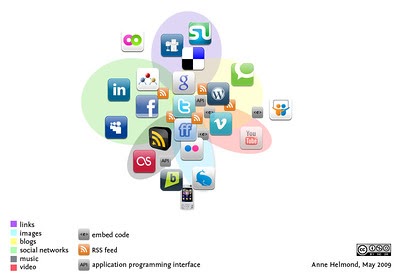 SU
g
in
f
t
API
W
<e>
API
ff
v
You
Tube
API
links
images
blogs
social networks
music
video
<e> embed code
RSS feed
API application programming interface
Anne Helmond, May 2009